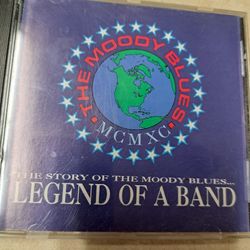 • THE MOODY BLUES •
MCMXC
THE STORY OF THE MOODY BLUES...
LEGEND OF A BAND